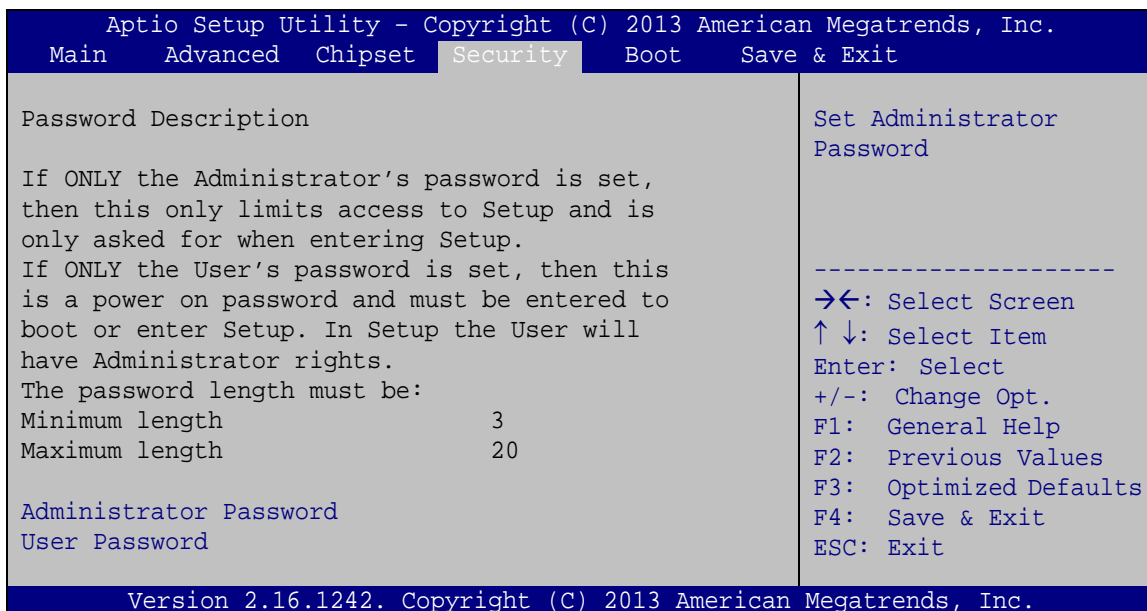 Aptio Setup Utility – Copyright (C) 2013 American Megatrends, Inc.
Main Advanced Chipset Security Boot Save & Exit
Password Description
If ONLY the Administrator’s password is set,
then this only limits access to Setup and is
only asked for when entering Setup.
If ONLY the User’s password is set, then this
is a power on password and must be entered to
boot or enter Setup. In Setup the User will
have Administrator rights.
The password length must be:
Minimum length 3
Maximum length 20
Administrator Password
User Password
Set Administrator
Password
---------------------
→←: Select Screen
↑ ↓: Select Item
Enter: Select
+/-: Change Opt.
F1: General Help
F2: Previous Values
F3: Optimized Defaults
F4: Save & Exit
ESC: Exit
Version 2.16.1242. Copyright (C) 2013 American Megatrends, Inc.